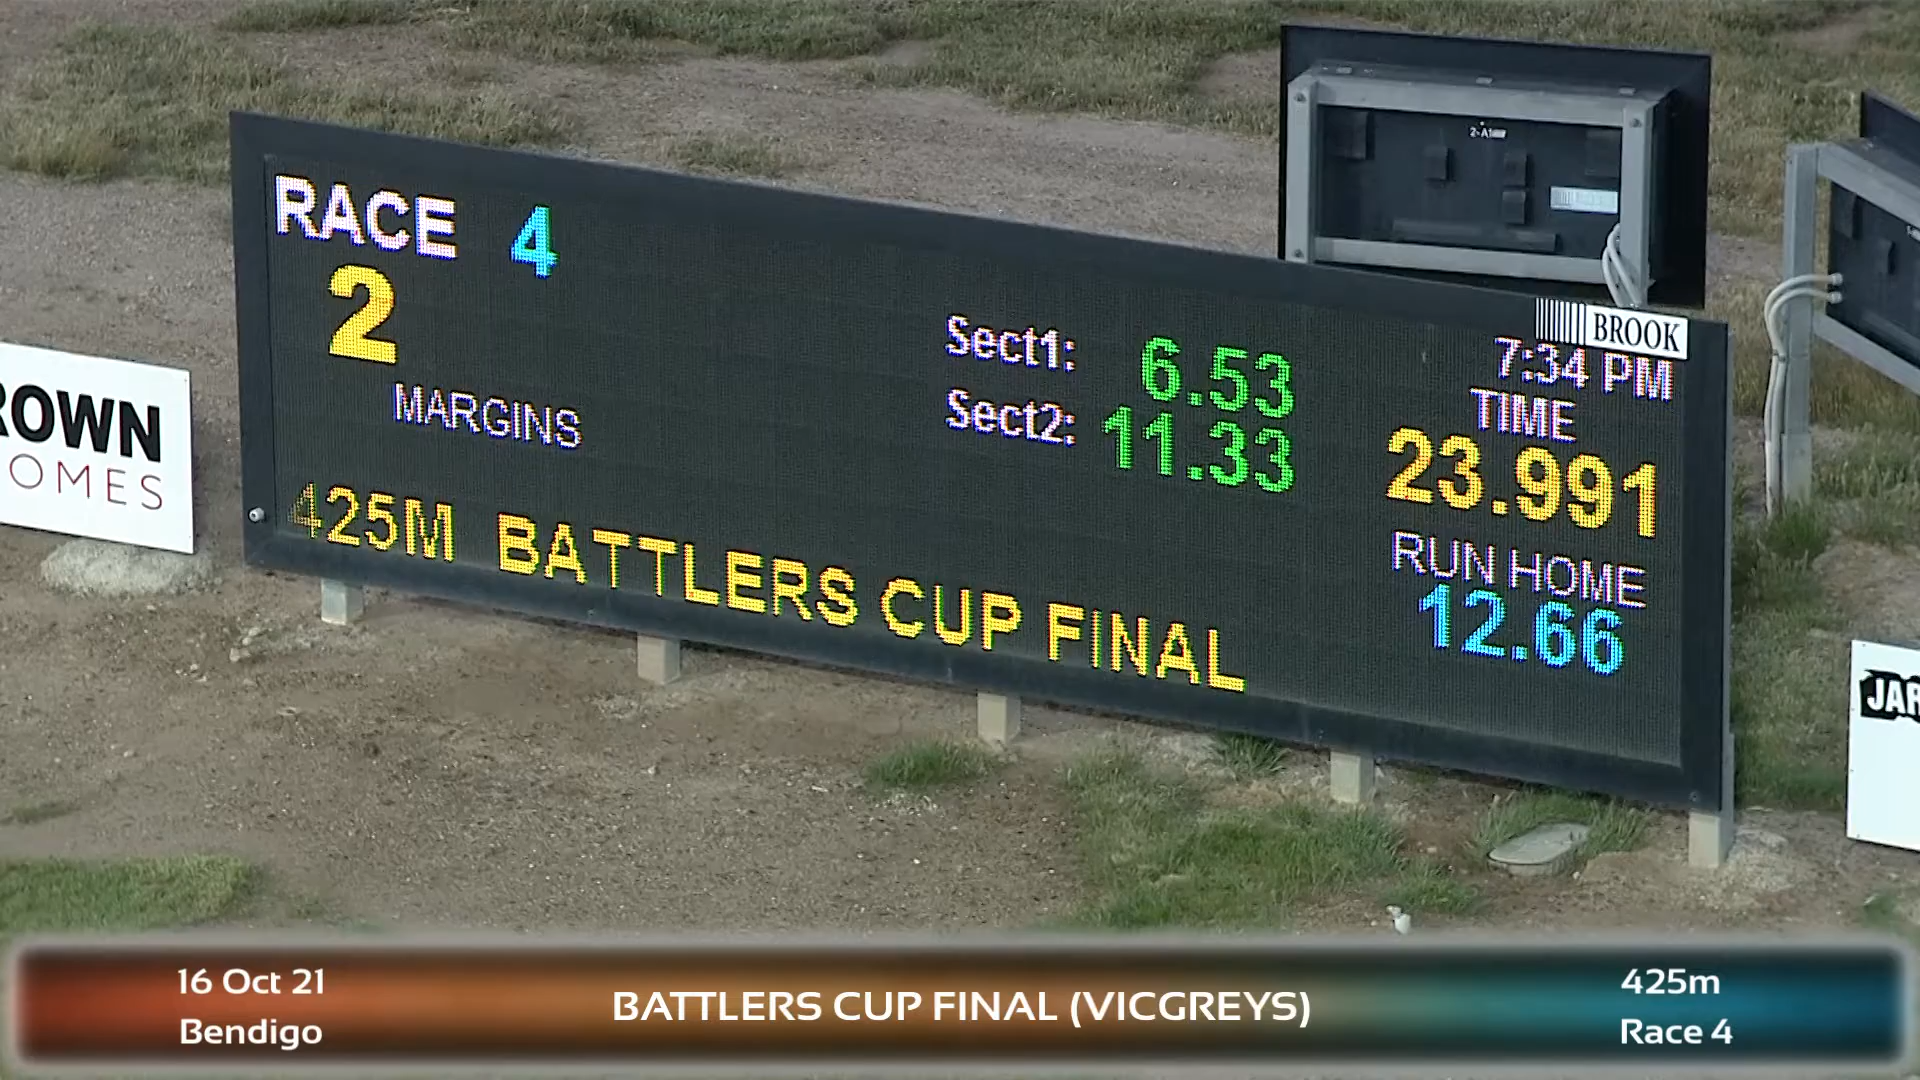 RACE 4
2
MARGINS
Sect1: 6.53
Sect2: 11.33
BROOK
7:34 PM
TIME
23.991
RUN HOME
12.66
425M BATTLERS CUP FINAL
ROWN
OMES
JAR
16 Oct 21
Bendigo
BATTLERS CUP FINAL (VICGREYS)
425m
Race 4